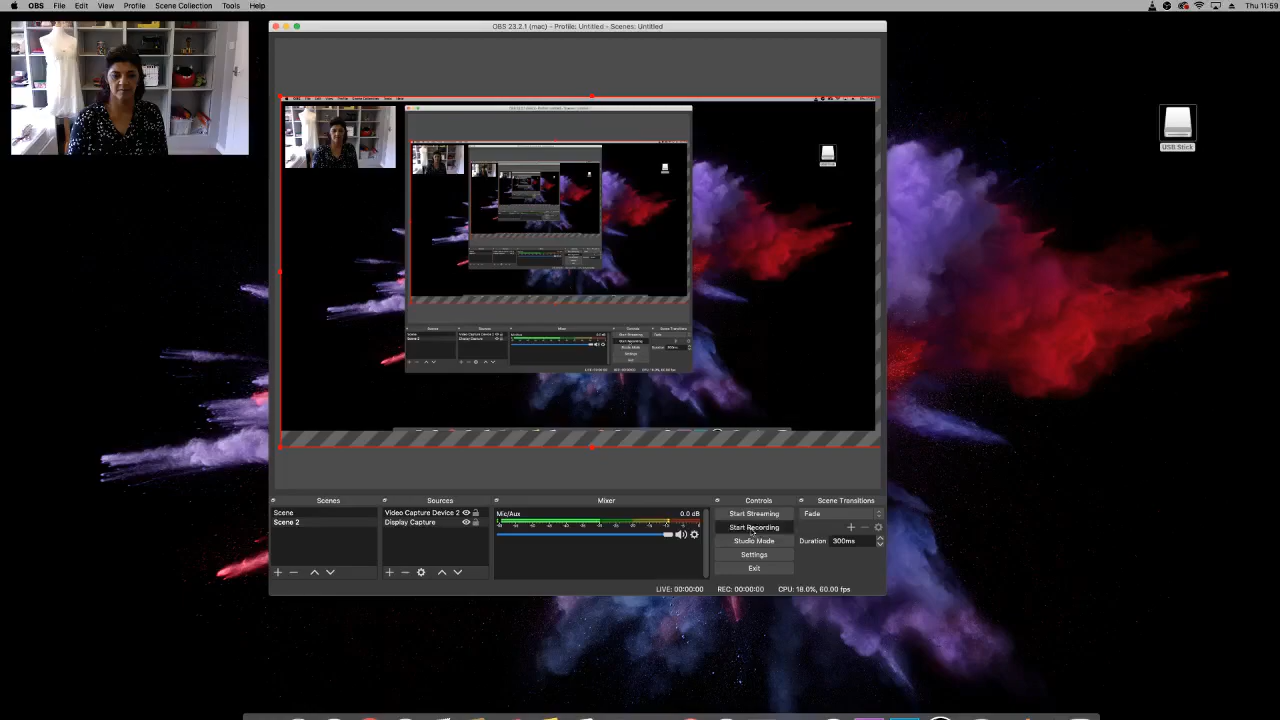 OBS File Edit View Profile Scene Collection Tools Help Thu 11:59
OBS 23.2.1 (mac) - Profile: Untitled - Scenes: Untitled
USB Stick
Scenes Sources Mixer Controls Scene Transitions
Scene
Scene 2
Video Capture Device 2
Display Capture
Mic/Aux 0.0 dB
Start Streaming
Start Recording
Studio Mode
Settings
Exit
Fade
Duration 300ms
LIVE: 00:00:00 REC: 00:00:00 CPU: 18.0%, 60.00 fps